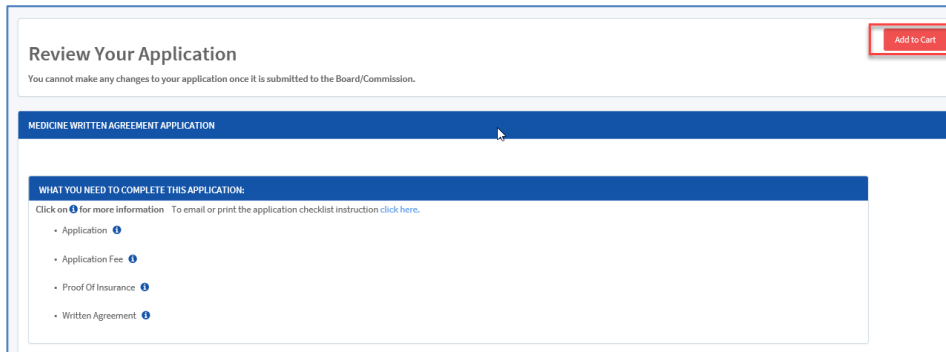 Add to Cart
Review Your Application
You cannot make any changes to your application once it is submitted to the Board/Commission.
MEDICINE WRITTEN AGREEMENT APPLICATION
WHAT YOU NEED TO COMPLETE THIS APPLICATION:
Click on i for more information To email or print the application checklist instruction click here.
• Application i
• Application Fee i
• Proof Of Insurance i
• Written Agreement i